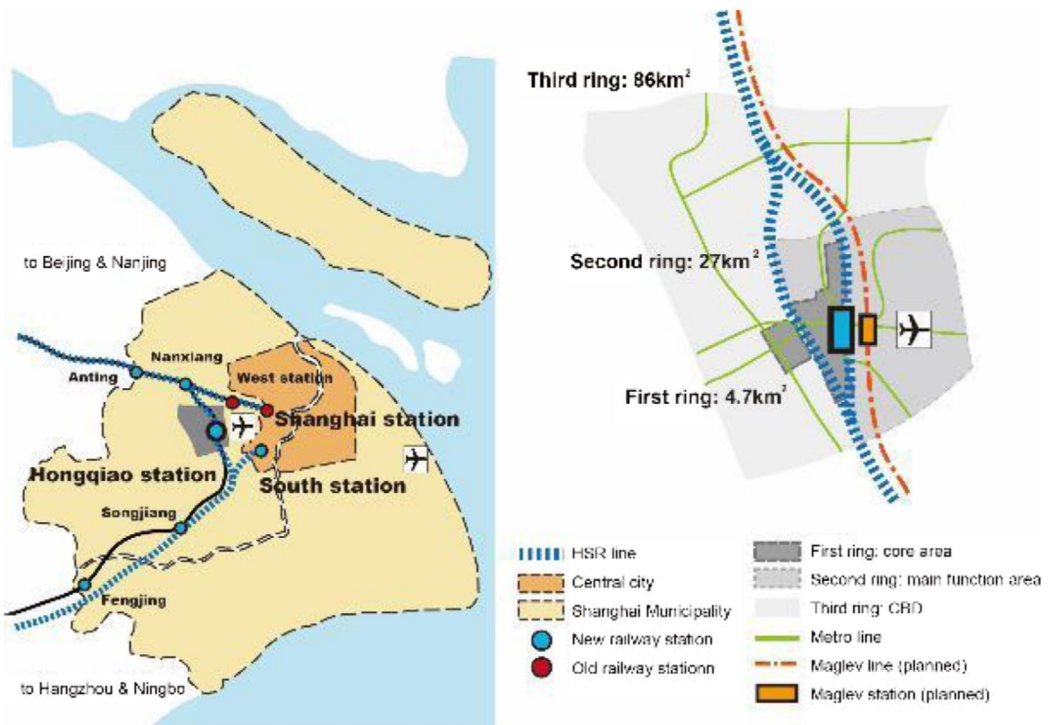 to Beijing & Nanjing
Nanxiang
Anting
West station
Shanghai station
Hongqiao station
South station
Songjiang
Fengjing
to Hangzhou & Ningbo
Third ring: 86km²
Second ring: 27km²
First ring: 4.7km²
HSR line
Central city
Shanghai Municipality
New railway station
Old railway stationn
First ring: core area
Second ring: main function area
Third ring: CBD
Metro line
Maglev line (planned)
Maglev station (planned)